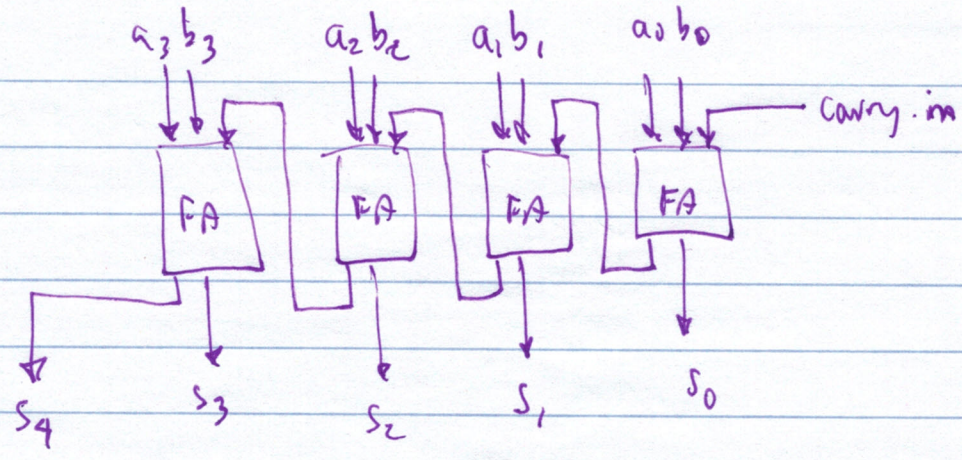 a₃ b₃ a₂ b₂ a₁ b₁ a₀ b₀
carry in
FA FA FA FA
S₄ S₃ S₂ S₁ S₀